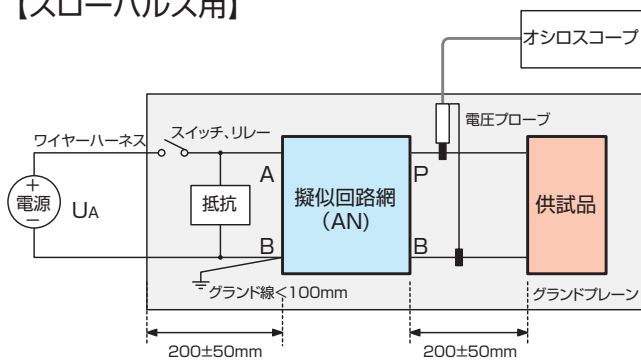 【スローパルス用】
オシロスコープ
電圧プローブ
ワイヤーハーネス
スイッチ、リレー
A
P
+
電源
−
UA
抵抗
擬似回路網
(AN)
供試品
B
B
グランド線<100mm
グランドプレーン
200±50mm
200±50mm